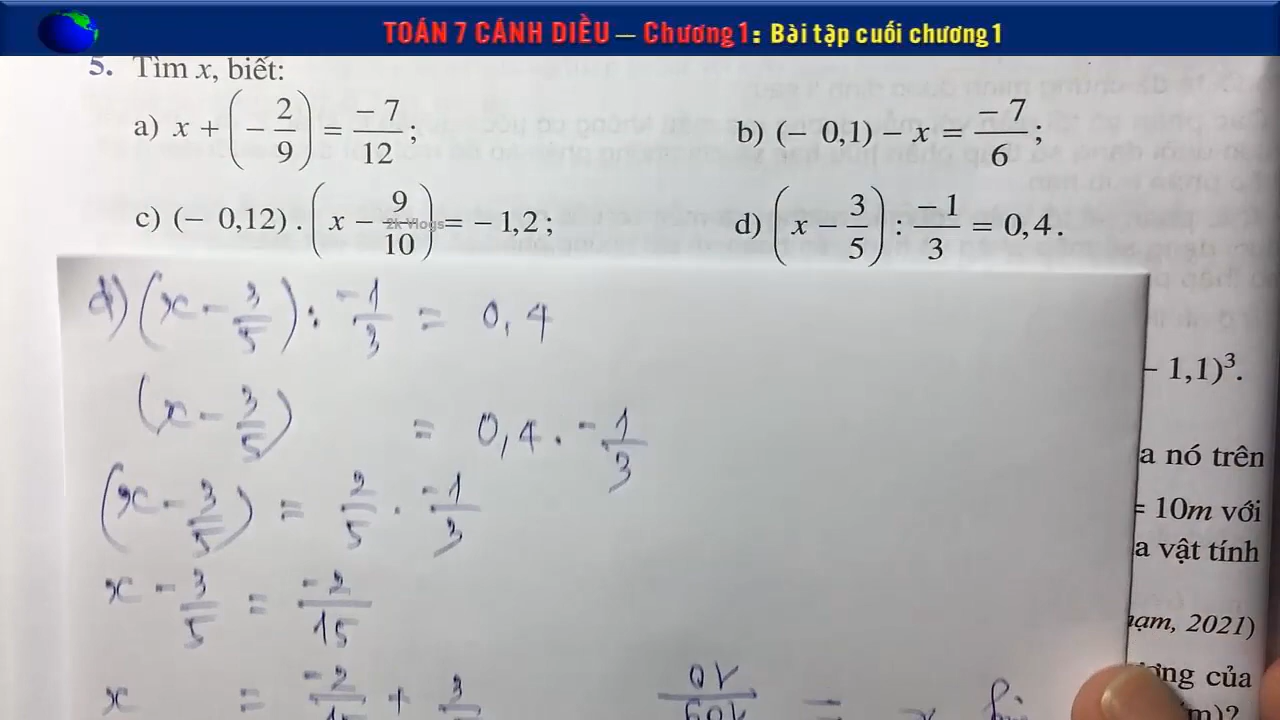 TOÁN 7 CÁNH DIỀU – Chương 1: Bài tập cuối chương 1
5. Tìm x, biết:
a) x + (− 2/9) = −7/12;
b) (− 0,1) − x = −7/6;
c) (− 0,12) . (x − 9/10) = − 1,2;
2k Vlogs
d) (x − 3/5) : −1/3 = 0,4.
d) (x − 3/5) : −1/3 = 0,4
(x − 3/5) = 0,4 . −1/3
− 1,1)³.
(x − 3/5) = 2/5 . −1/3
a nó trên
= 10m với
a vật tính
x − 3/5 = −2/15
ạm, 2021)
ng của
x = −2/15 + 3
m)?